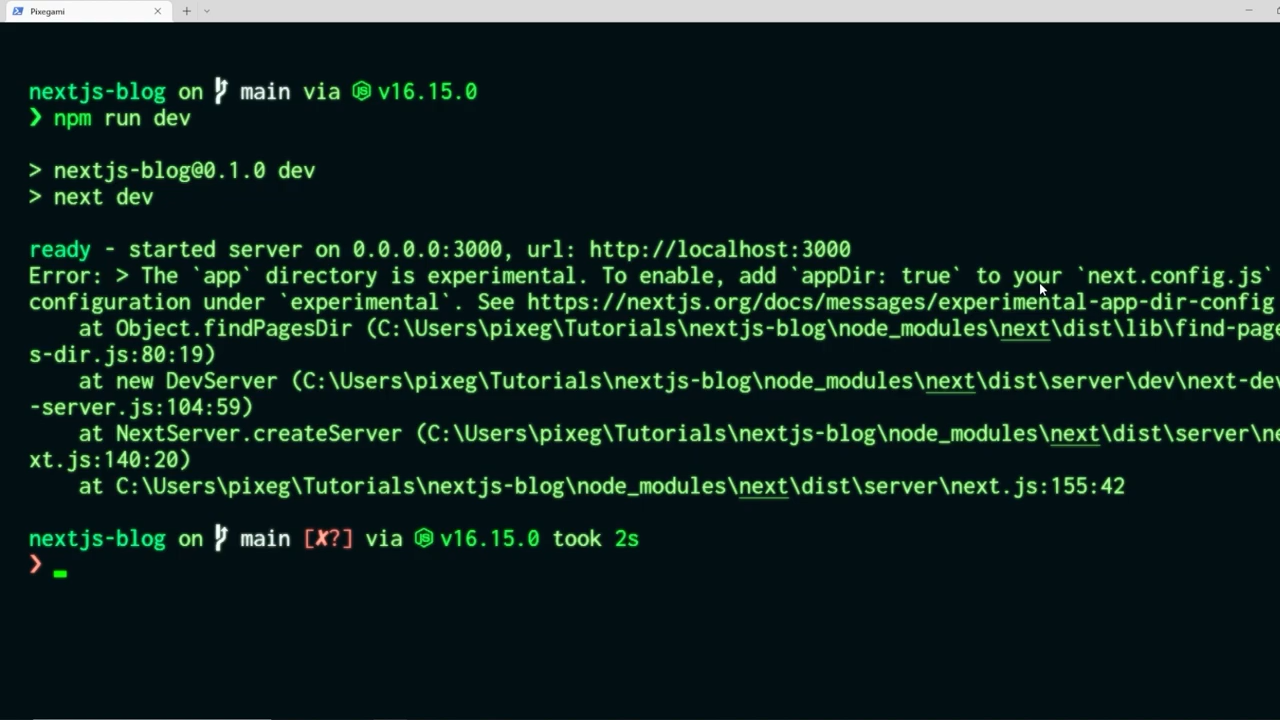 Pixegami
nextjs-blog on main via v16.15.0
❯ npm run dev
> nextjs-blog@0.1.0 dev
> next dev
ready - started server on 0.0.0.0:3000, url: http://localhost:3000
Error: > The `app` directory is experimental. To enable, add `appDir: true` to your `next.config.js`
configuration under `experimental`. See https://nextjs.org/docs/messages/experimental-app-dir-config
at Object.findPagesDir (C:\Users\pixeg\Tutorials\nextjs-blog\node_modules\next\dist\lib\find-page
s-dir.js:80:19)
at new DevServer (C:\Users\pixeg\Tutorials\nextjs-blog\node_modules\next\dist\server\dev\next-dev
-server.js:104:59)
at NextServer.createServer (C:\Users\pixeg\Tutorials\nextjs-blog\node_modules\next\dist\server\ne
xt.js:140:20)
at C:\Users\pixeg\Tutorials\nextjs-blog\node_modules\next\dist\server\next.js:155:42
nextjs-blog on main [✘?] via v16.15.0 took 2s
❯